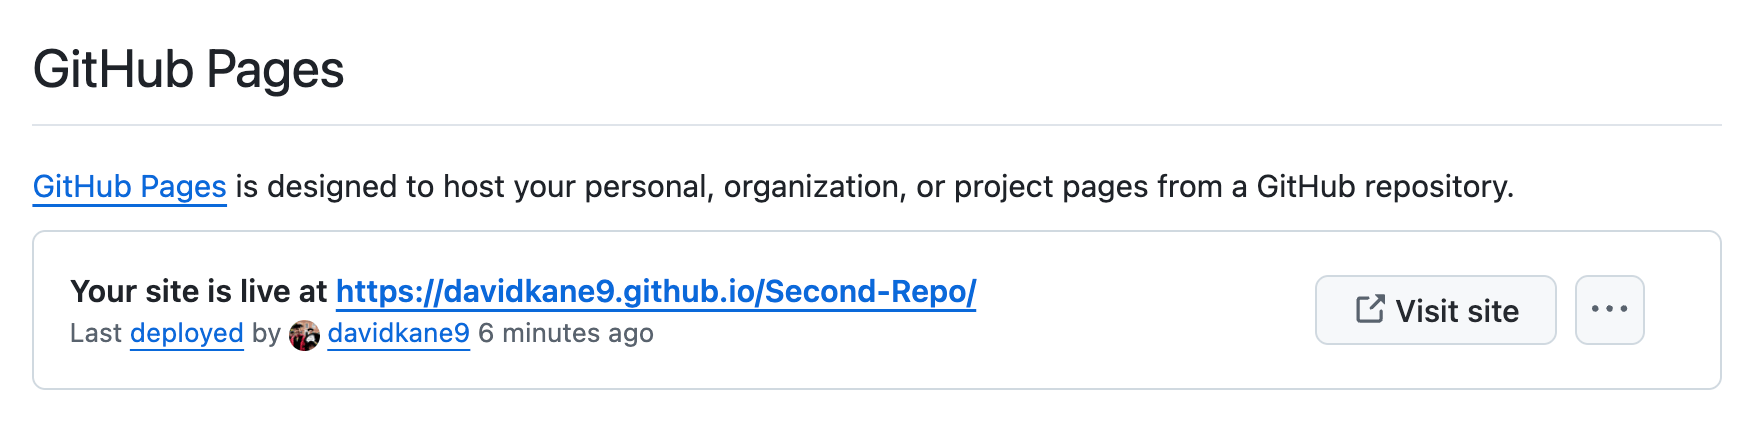 GitHub Pages
GitHub Pages is designed to host your personal, organization, or project pages from a GitHub repository.
Your site is live at https://davidkane9.github.io/Second-Repo/
Last deployed by davidkane9 6 minutes ago
Visit site